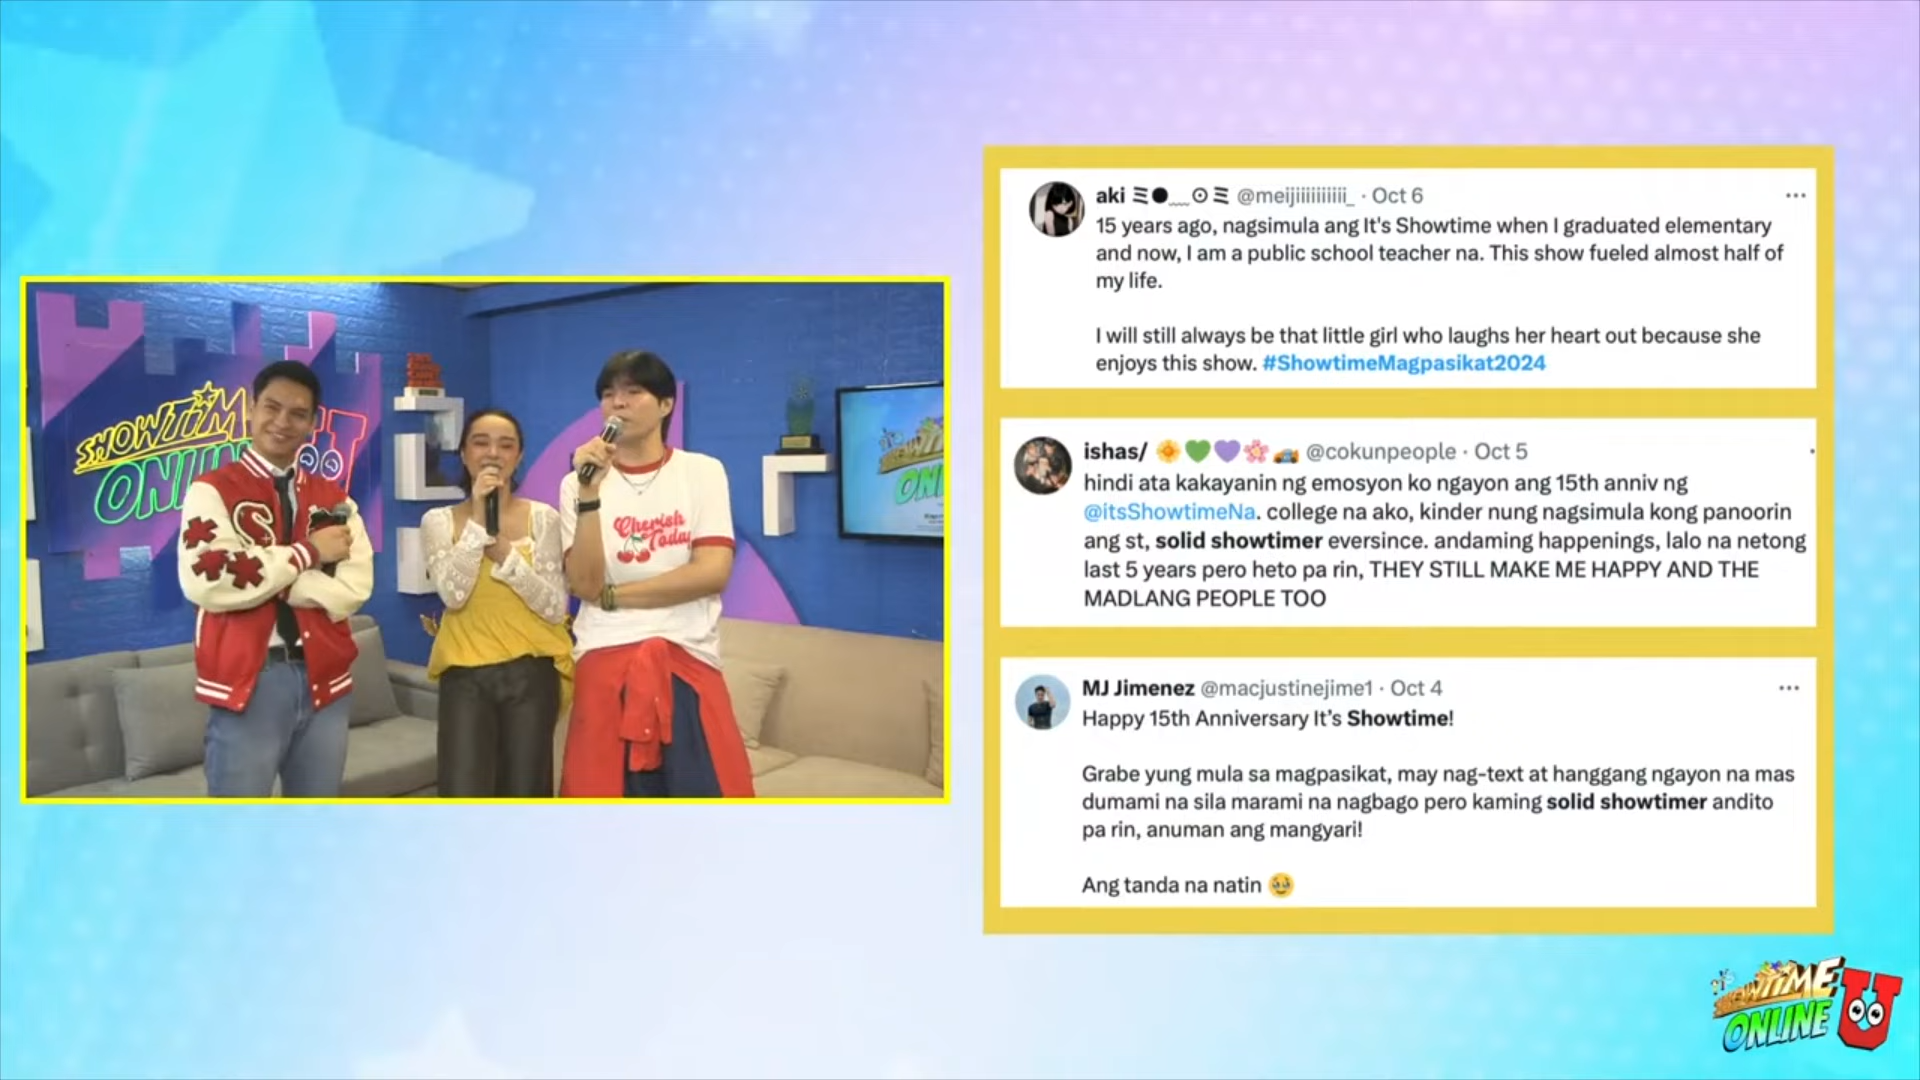 SHOWTIM
ONLIN
U
S
Cherish
Today
ON
aki @meijiiiiiiiiiii_ · Oct 6
15 years ago, nagsimula ang It's Showtime when I graduated elementary
and now, I am a public school teacher na. This show fueled almost half of
my life.
I will still always be that little girl who laughs her heart out because she
enjoys this show. #ShowtimeMagpasikat2024
ishas/ 🌼💚💜🌸🚗 @cokunpeople · Oct 5
hindi ata kakayanin ng emosyon ko ngayon ang 15th anniv ng
@itsShowtimeNa. college na ako, kinder nung nagsimula kong panoorin
ang st, solid showtimer eversince. andaming happenings, lalo na netong
last 5 years pero heto pa rin, THEY STILL MAKE ME HAPPY AND THE
MADLANG PEOPLE TOO
MJ Jimenez @macjustinejime1 · Oct 4
Happy 15th Anniversary It's Showtime!
Grabe yung mula sa magpasikat, may nag-text at hanggang ngayon na mas
dumami na sila marami na nagbago pero kaming solid showtimer andito
pa rin, anuman ang mangyari!
Ang tanda na natin 🥹
SHOWTIME
ONLINE U